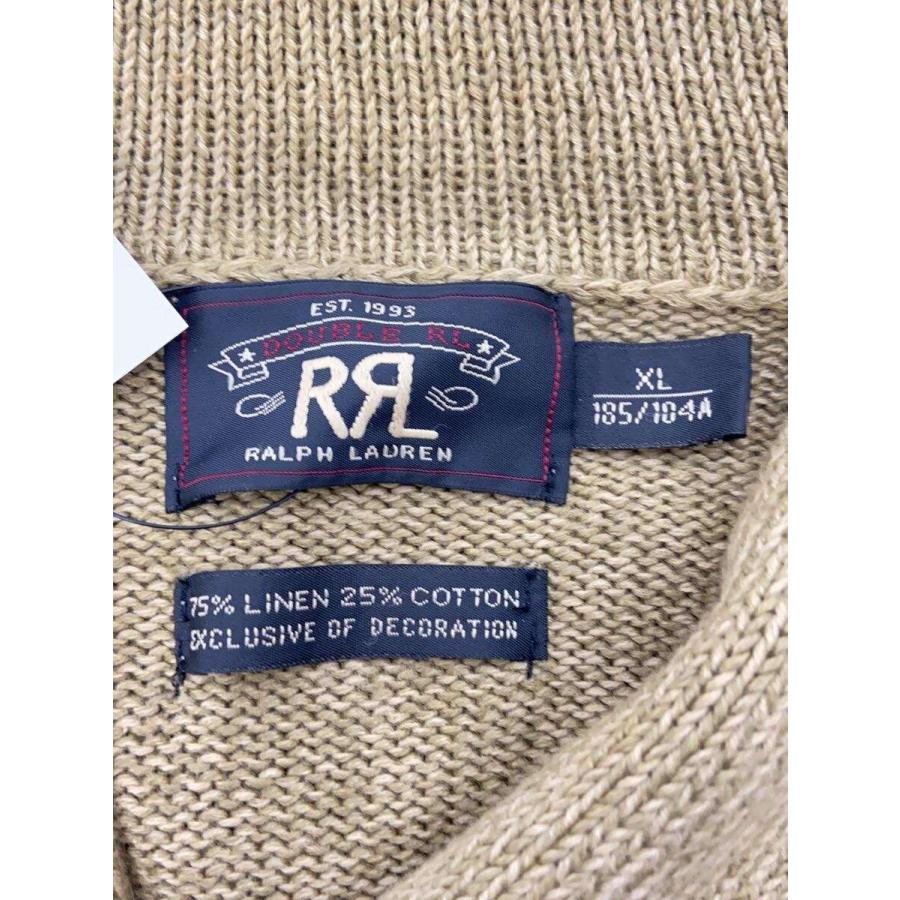 EST. 1993
DOUBLE RL
RRL
RALPH LAUREN
XL
185/104A
75% LINEN 25% COTTON
EXCLUSIVE OF DECORATION